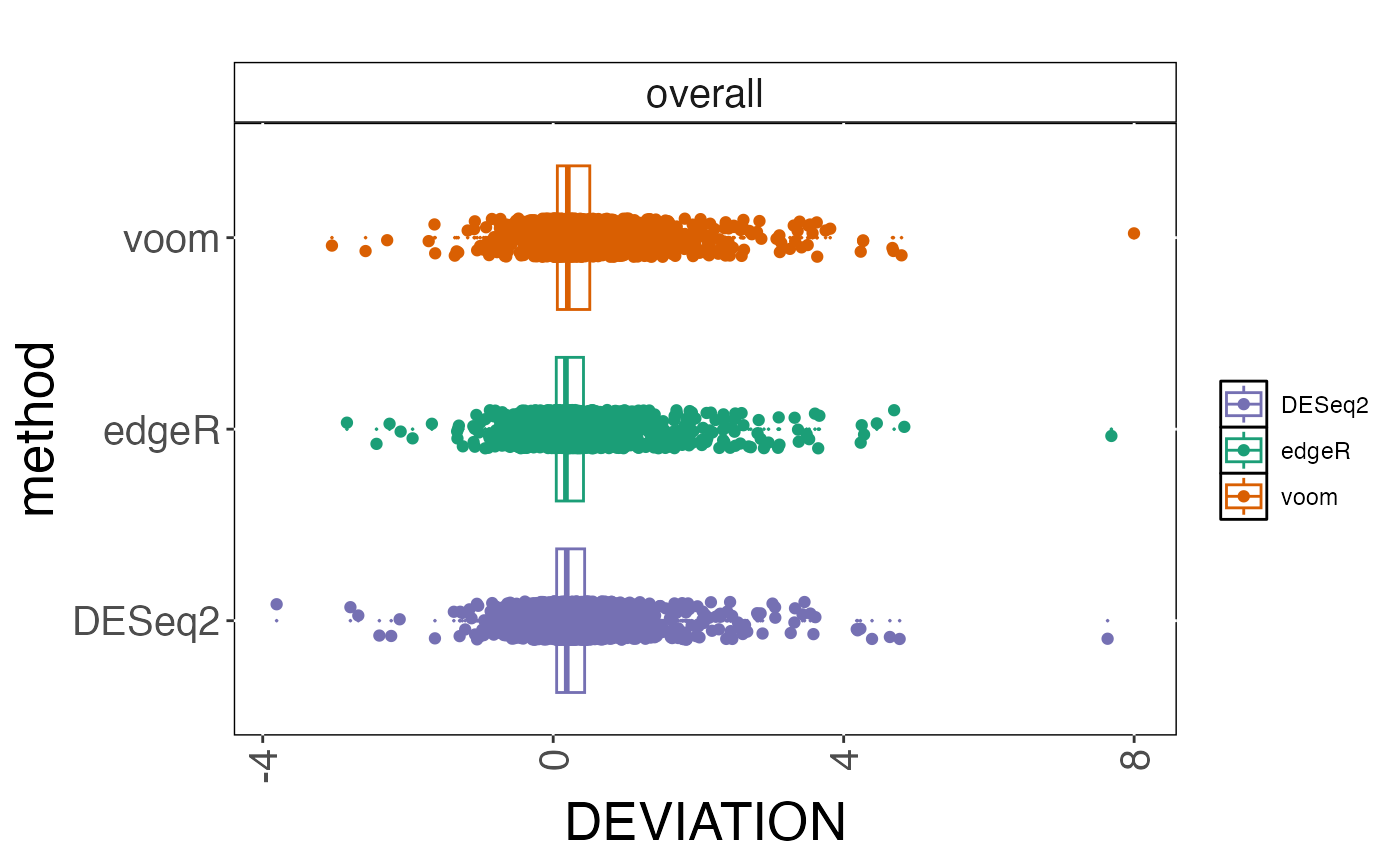 overall
voom
edgeR
DESeq2
method
-4
0
4
8
DEVIATION
DESeq2
edgeR
voom